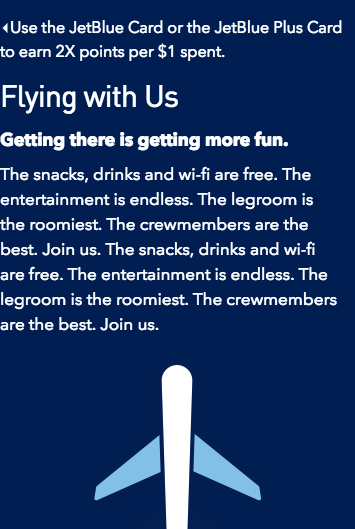 ◂Use the JetBlue Card or the JetBlue Plus Card
to earn 2X points per $1 spent.
Flying with Us
Getting there is getting more fun.
The snacks, drinks and wi-fi are free. The
entertainment is endless. The legroom is
the roomiest. The crewmembers are the
best. Join us. The snacks, drinks and wi-fi
are free. The entertainment is endless. The
legroom is the roomiest. The crewmembers
are the best. Join us.